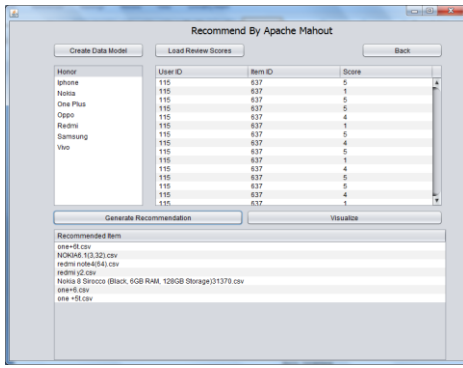 Recommend By Apache Mahout
Create Data Model Load Review Scores Back
Honor
Iphone
Nokia
One Plus
Oppo
Redmi
Samsung
Vivo
User ID Item ID Score
115 637 5
115 637 1
115 637 5
115 637 5
115 637 4
115 637 1
115 637 5
115 637 4
115 637 5
115 637 1
115 637 4
115 637 5
115 637 5
115 637 4
115 637 1
Generate Recommendation Visualize
Recommended Item
one+6t.csv
NOKIA6.1(3,32).csv
redmi note4(64).csv
redmi y2.csv
Nokia 8 Sirocco (Black, 6GB RAM, 128GB Storage)31370.csv
one+6.csv
one +5t.csv